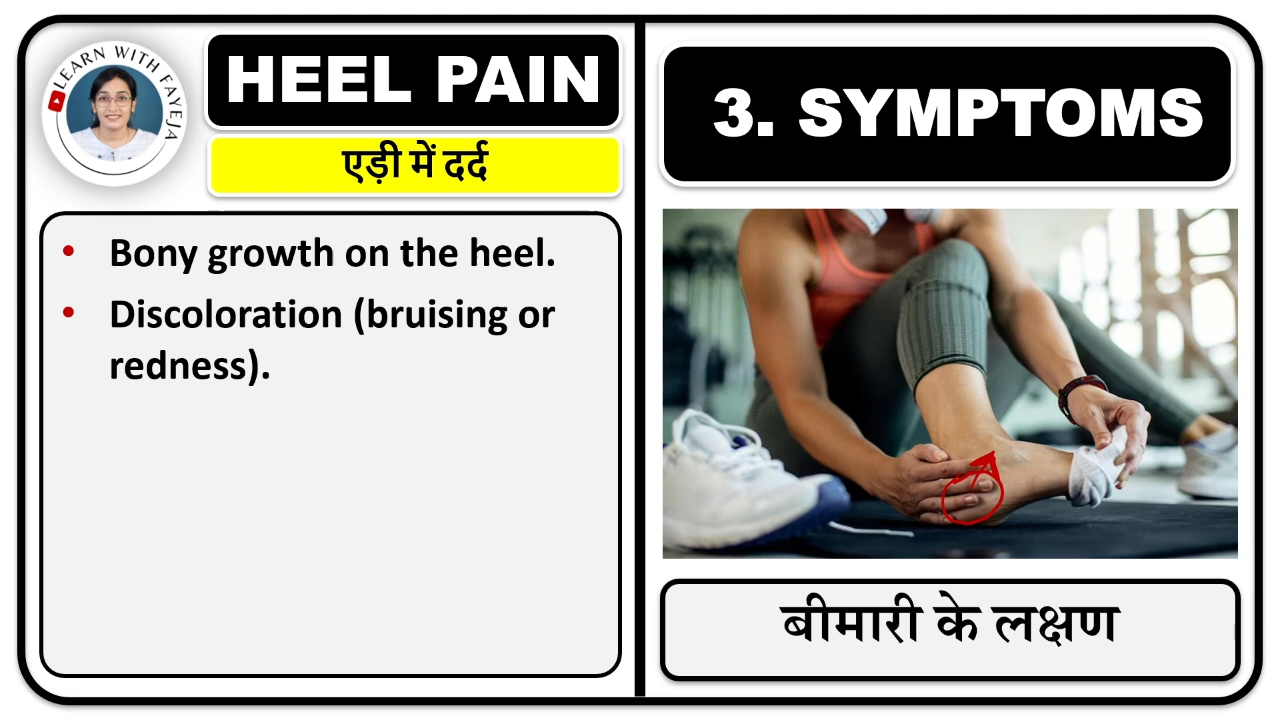 LEARN WITH FAYEJA
HEEL PAIN
एड़ी में दर्द
• Bony growth on the heel.
• Discoloration (bruising or
redness).
3. SYMPTOMS
बीमारी के लक्षण